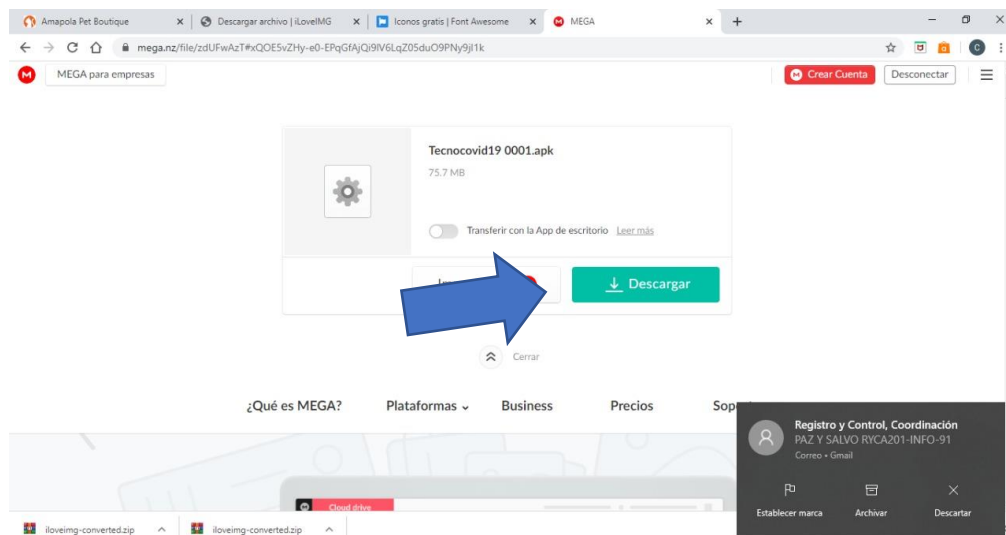 Amapola Pet Boutique
Descargar archivo | iLoveIMG
Iconos gratis | Font Awesome
MEGA
mega.nz/file/zdUFwAzT#xQOE5vZHy-e0-EPqGfAjQi9lV6LqZ05duO9PNy9jl1k
MEGA para empresas
Crear Cuenta
Desconectar
Tecnocovid19 0001.apk
75.7 MB
Transferir con la App de escritorio Leer más
Descargar
Cerrar
¿Qué es MEGA? Plataformas Business Precios
Cloud drive
Registro y Control, Coordinación
PAZ Y SALVO RYCA201-INFO-91
Correo • Gmail
Establecer marca Archivar Descartar
iloveimg-converted.zip
iloveimg-converted.zip